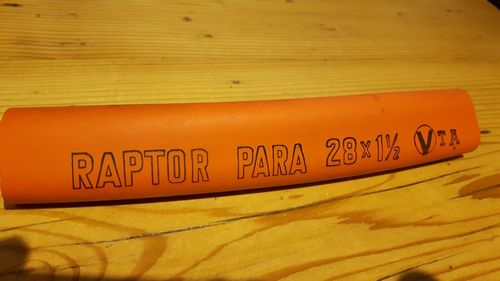 RAPTOR PARA 28x1½ VTA